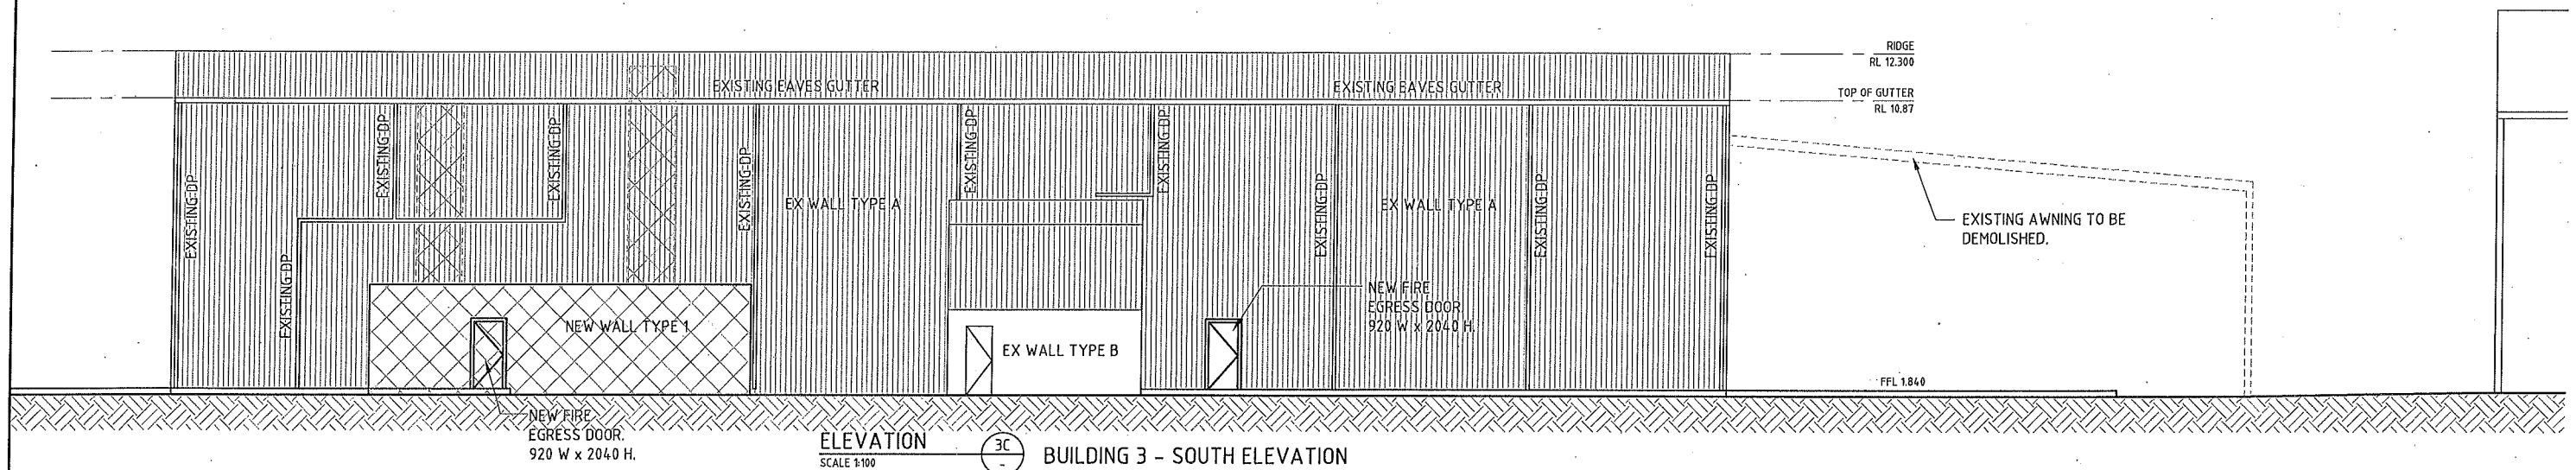 RIDGE
RL 12.300
EXISTING EAVES GUTTER
EXISTING EAVES GUTTER
TOP OF GUTTER
RL 10.87
EXISTING DP
EXISTING DP
EXISTING DP
EXISTING DP
EXISTING DP
EXISTING DP
EXISTING DP
EXISTING DP
EXISTING DP
EXISTING DP
EX WALL TYPE A
EX WALL TYPE A
EXISTING AWNING TO BE
DEMOLISHED.
NEW WALL TYPE 1
NEW FIRE
EGRESS DOOR
920 W x 2040 H.
EX WALL TYPE B
FFL 1.840
NEW FIRE
EGRESS DOOR.
920 W x 2040 H.
ELEVATION
SCALE 1:100
3C
-
BUILDING 3 - SOUTH ELEVATION